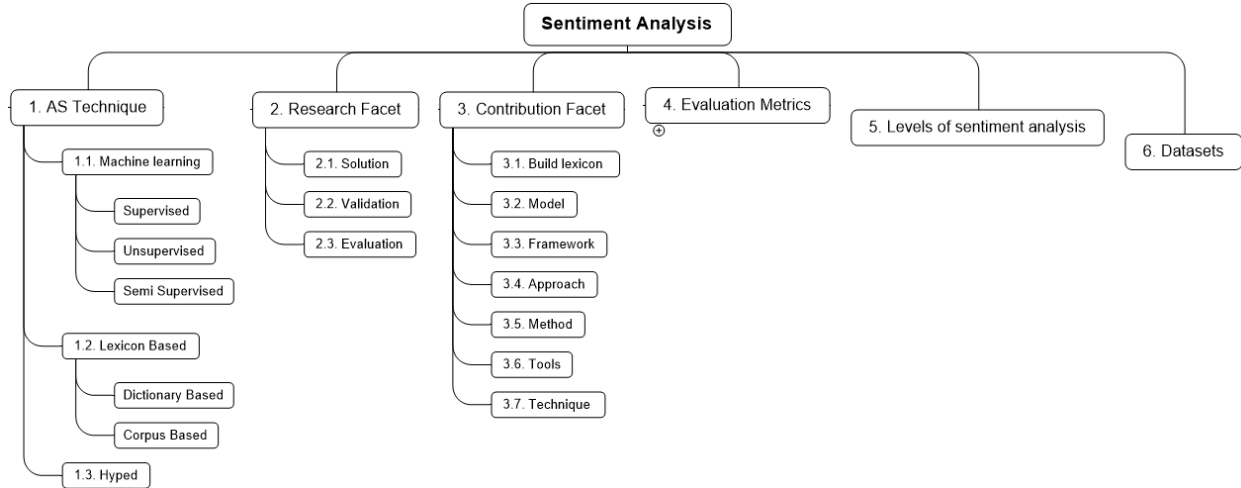 Sentiment Analysis
1. AS Technique
1.1. Machine learning
Supervised
Unsupervised
Semi Supervised
1.2. Lexicon Based
Dictionary Based
Corpus Based
1.3. Hyped
2. Research Facet
2.1. Solution
2.2. Validation
2.3. Evaluation
3. Contribution Facet
3.1. Build lexicon
3.2. Model
3.3. Framework
3.4. Approach
3.5. Method
3.6. Tools
3.7. Technique
4. Evaluation Metrics
5. Levels of sentiment analysis
6. Datasets